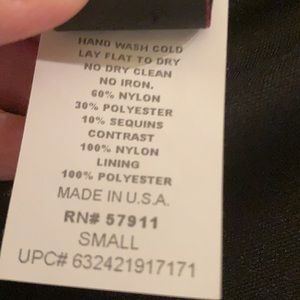 HAND WASH COLD
LAY FLAT TO DRY
NO DRY CLEAN
NO IRON.
60% NYLON
30% POLYESTER
10% SEQUINS
CONTRAST
100% NYLON
LINING
100% POLYESTER
MADE IN U.S.A.
RN# 57911
SMALL
UPC# 632421917171